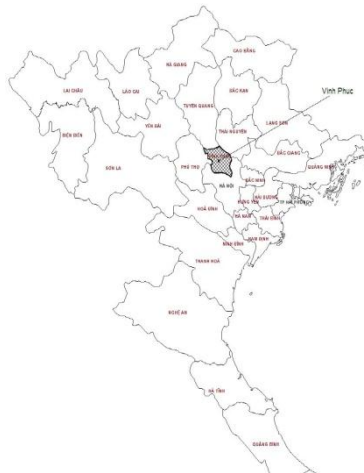 CAO BẰNG
HÀ GIANG
Vinh Phuc
LAI CHÂU
LÀO CAI
BẮC KẠN
TUYÊN QUANG
LẠNG SƠN
YÊN BÁI
THÁI NGUYÊN
ĐIỆN BIÊN
BẮC GIANG
PHÚ THỌ
QUẢNG NINH
SƠN LA
BẮC NINH
HÀ NỘI
HẢI DƯƠNG
HƯNG YÊN
HOÀ BÌNH
HÀ NAM
THÁI BÌNH
NAM ĐỊNH
NINH BÌNH
THANH HOÁ
NGHỆ AN
HÀ TĨNH
QUẢNG BÌNH